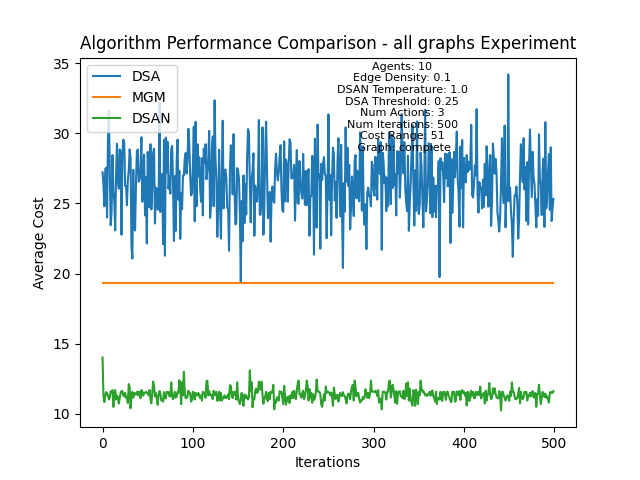 Algorithm Performance Comparison - all graphs Experiment
DSA
MGM
DSAN
Agents: 10
Edge Density: 0.1
DSAN Temperature: 1.0
DSA Threshold: 0.25
Num Actions: 3
Num Iterations: 500
Cost Range: 51
Graph: complete
Average Cost
35
30
25
20
15
10
0
100
200
300
400
500
Iterations